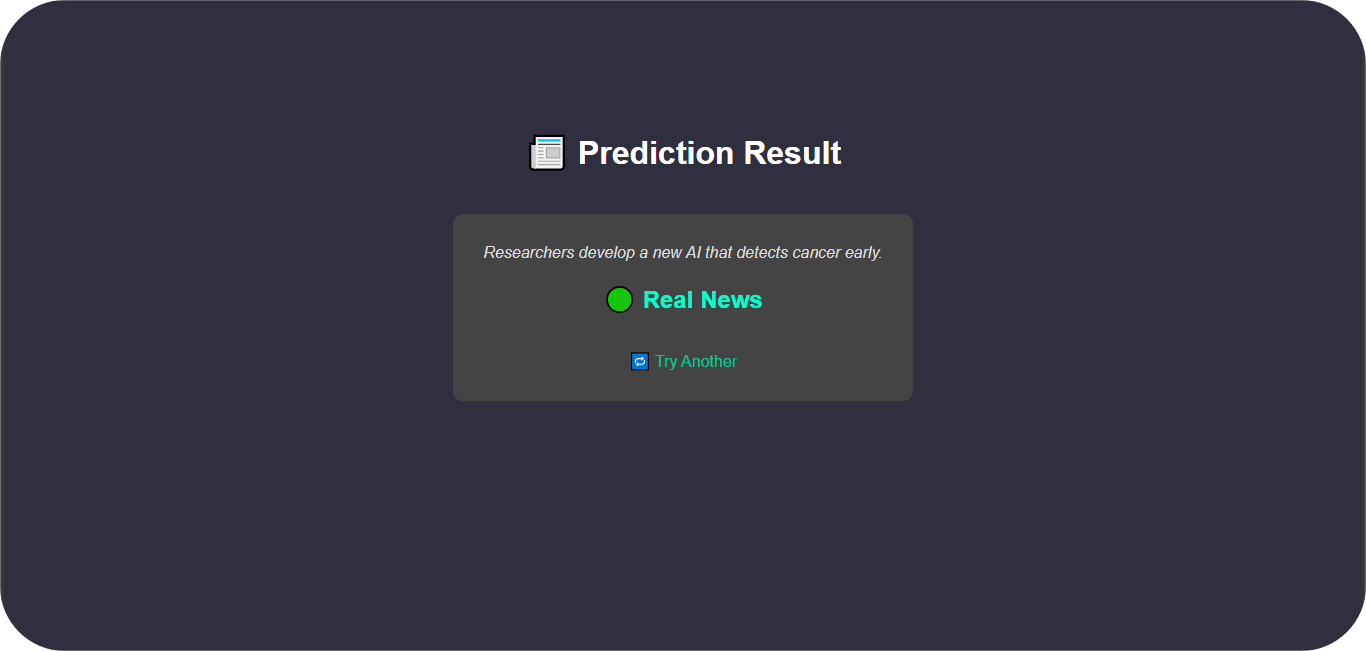 Prediction Result
Researchers develop a new AI that detects cancer early.
Real News
Try Another